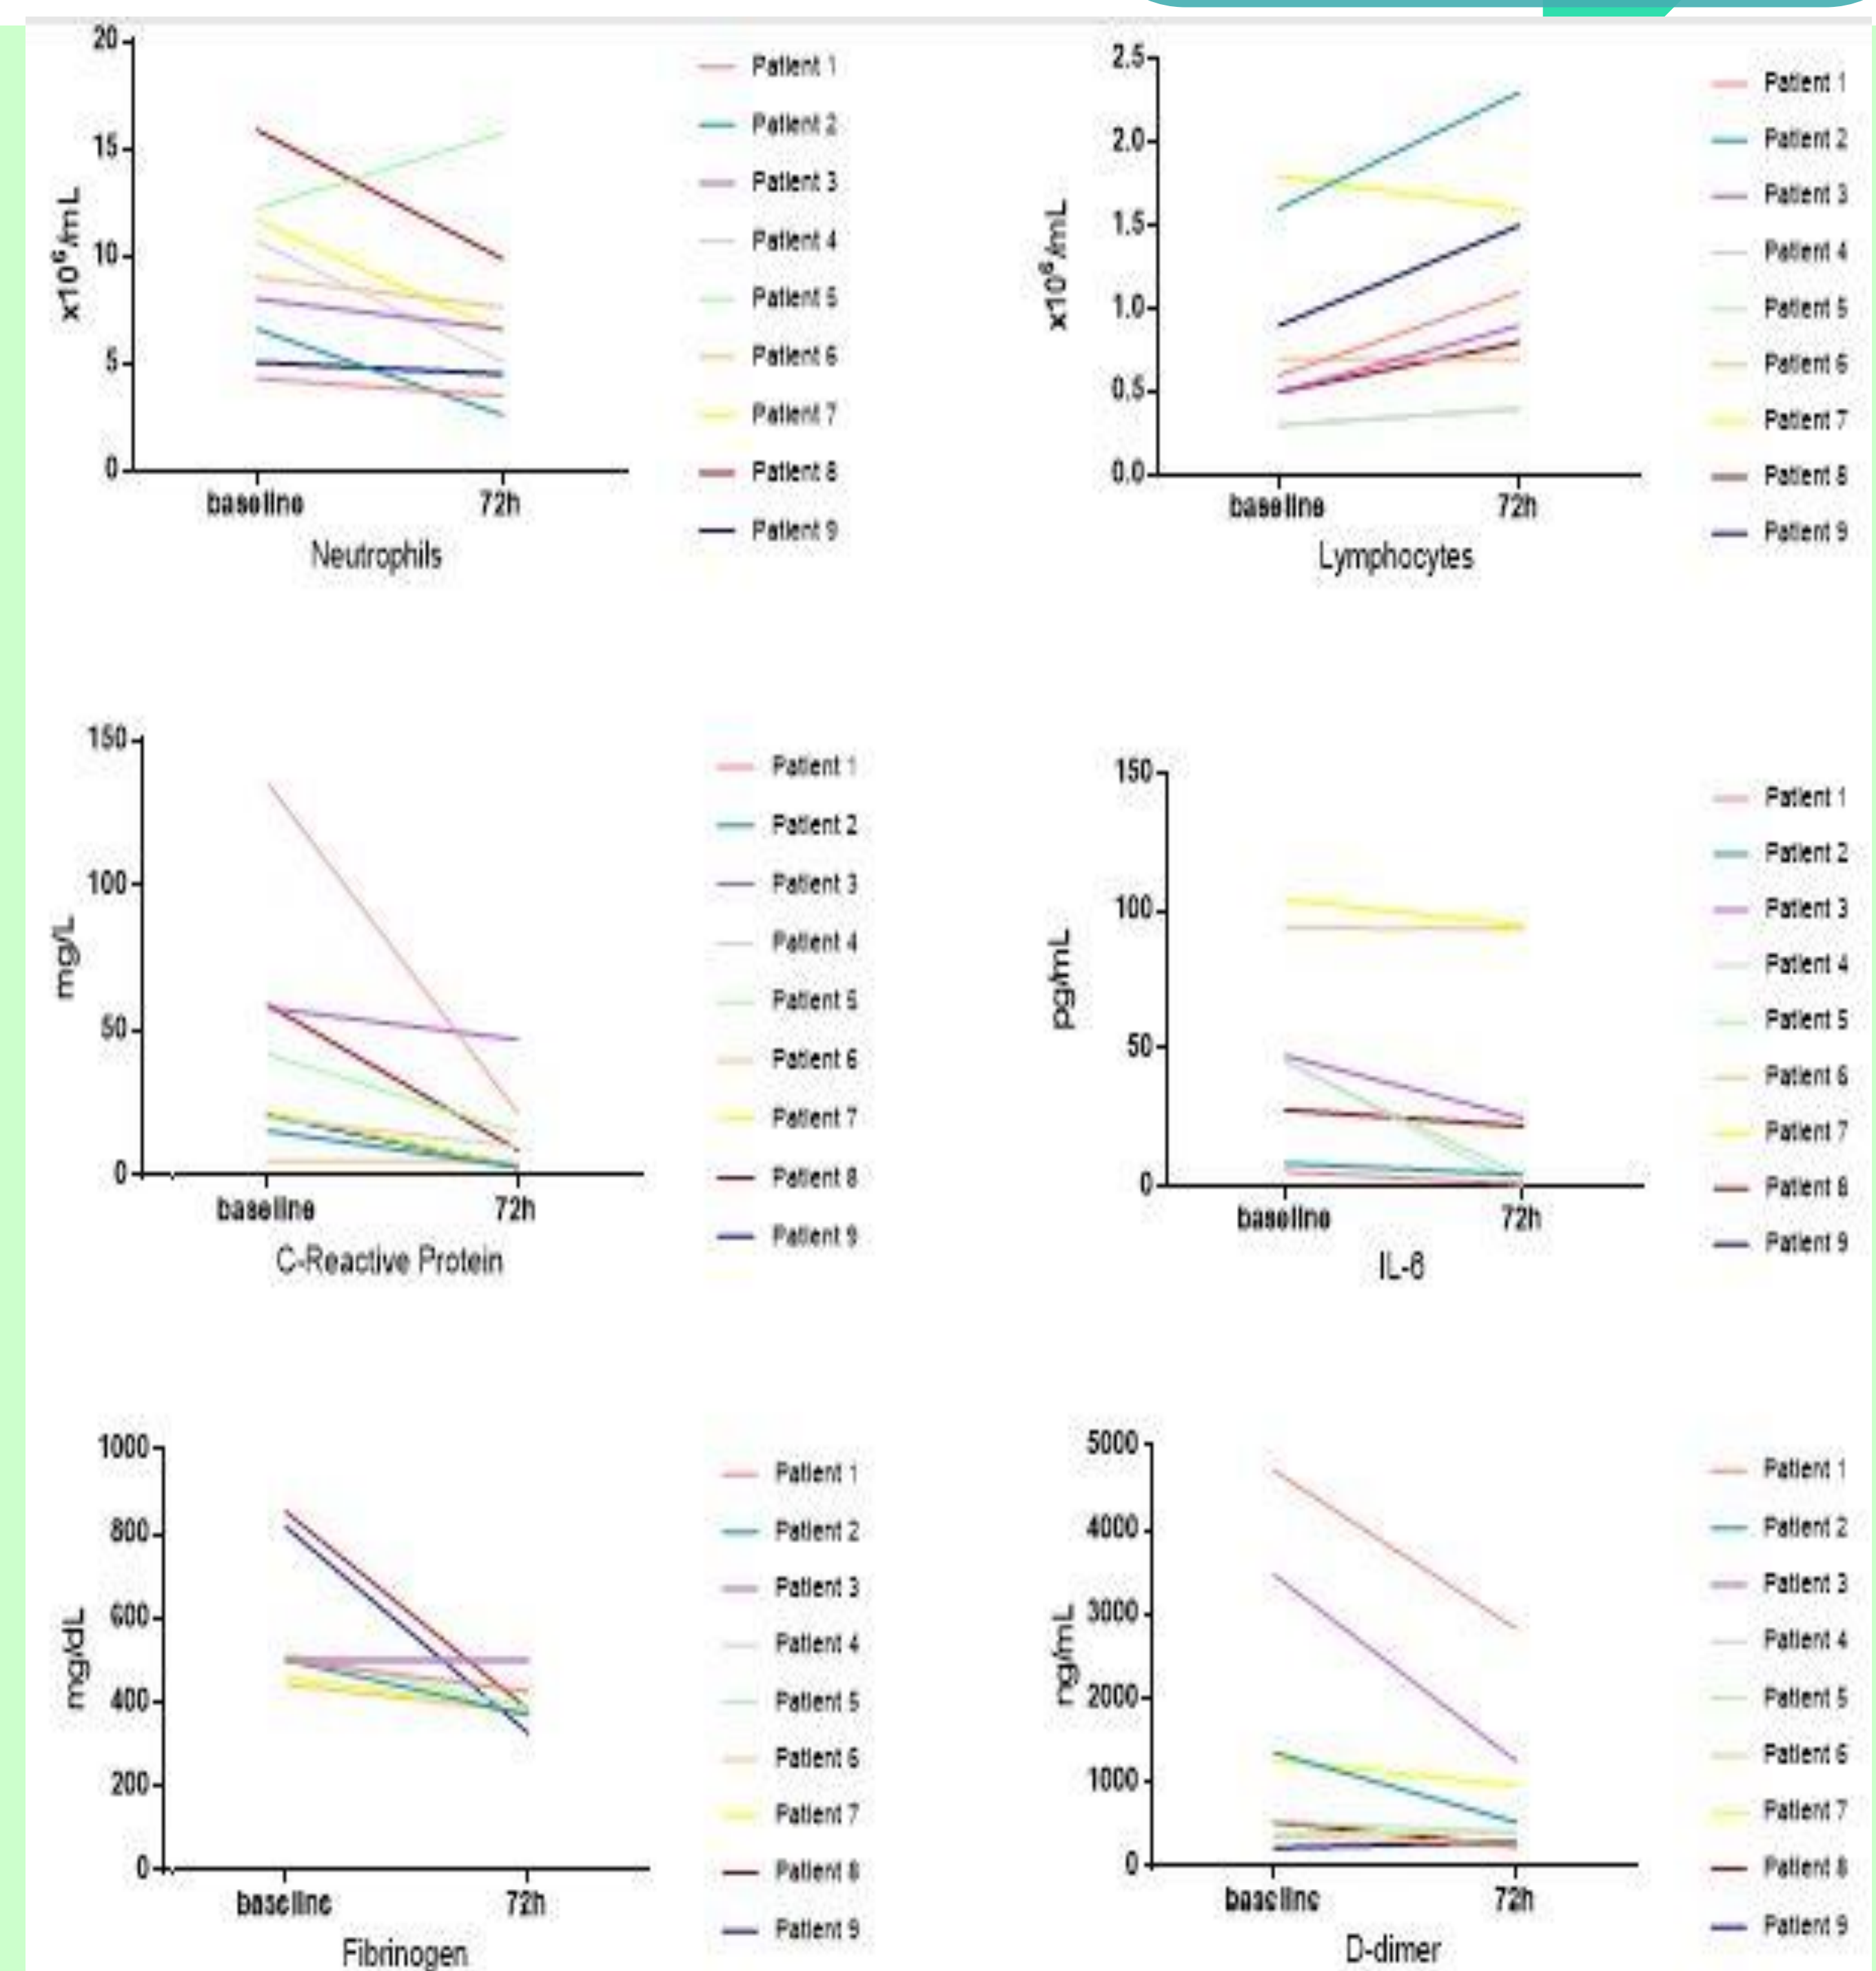 20
15
10
5
0
x10⁶/mL
baseline
72h
Neutrophils
Patient 1
Patient 2
Patient 3
Patient 4
Patient 5
Patient 6
Patient 7
Patient 8
Patient 9
2.5
2.0
1.5
1.0
0.5
0.0
x10⁶/mL
baseline
72h
Lymphocytes
Patient 1
Patient 2
Patient 3
Patient 4
Patient 5
Patient 6
Patient 7
Patient 8
Patient 9
150
100
50
0
mg/L
baseline
72h
C-Reactive Protein
Patient 1
Patient 2
Patient 3
Patient 4
Patient 5
Patient 6
Patient 7
Patient 8
Patient 9
150
100
50
0
pg/mL
baseline
72h
IL-6
Patient 1
Patient 2
Patient 3
Patient 4
Patient 5
Patient 6
Patient 7
Patient 8
Patient 9
1000
800
600
400
200
0
mg/dL
baseline
72h
Fibrinogen
Patient 1
Patient 2
Patient 3
Patient 4
Patient 5
Patient 6
Patient 7
Patient 8
Patient 9
5000
4000
3000
2000
1000
0
ng/mL
baseline
72h
D-dimer
Patient 1
Patient 2
Patient 3
Patient 4
Patient 5
Patient 6
Patient 7
Patient 8
Patient 9